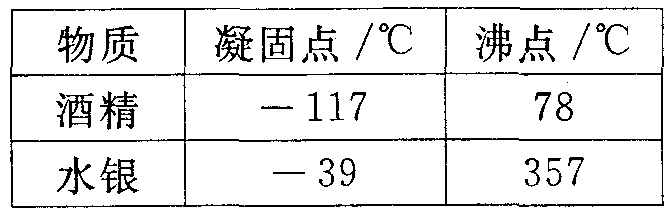 物质 凝固点/℃ 沸点/℃
酒精 －117 78
水银 －39 357